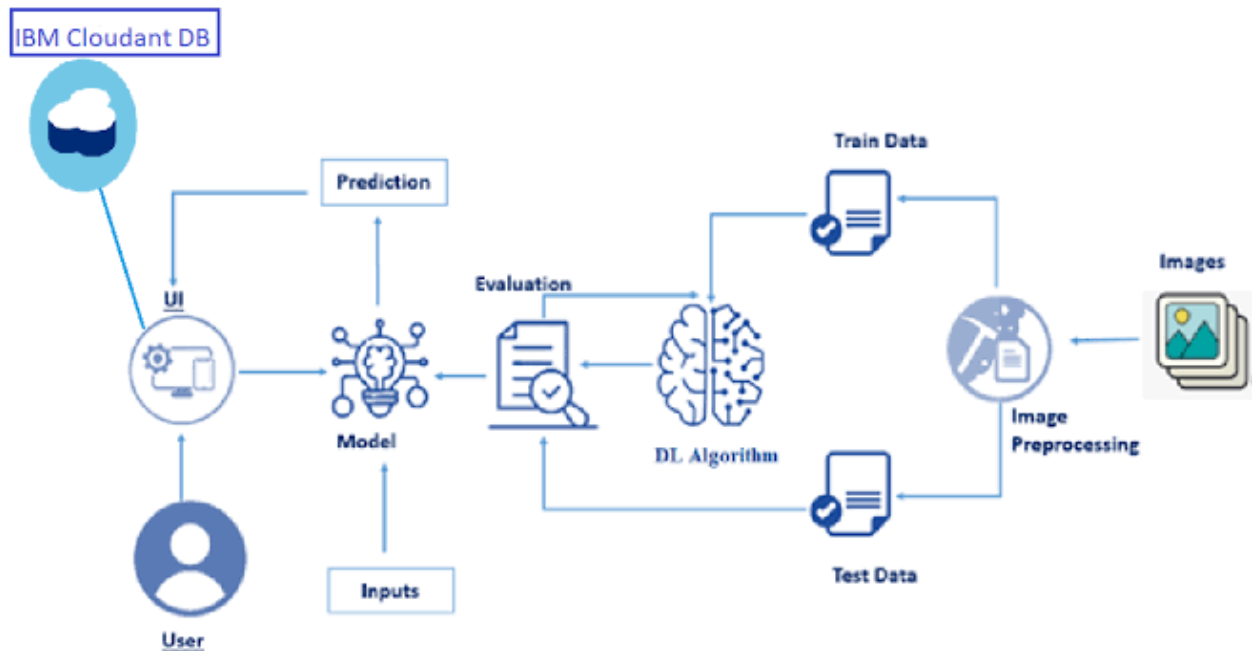 IBM Cloudant DB
Train Data
Prediction
Images
Evaluation
UI
Model
Image
Preprocessing
DL Algorithm
Inputs
Test Data
User